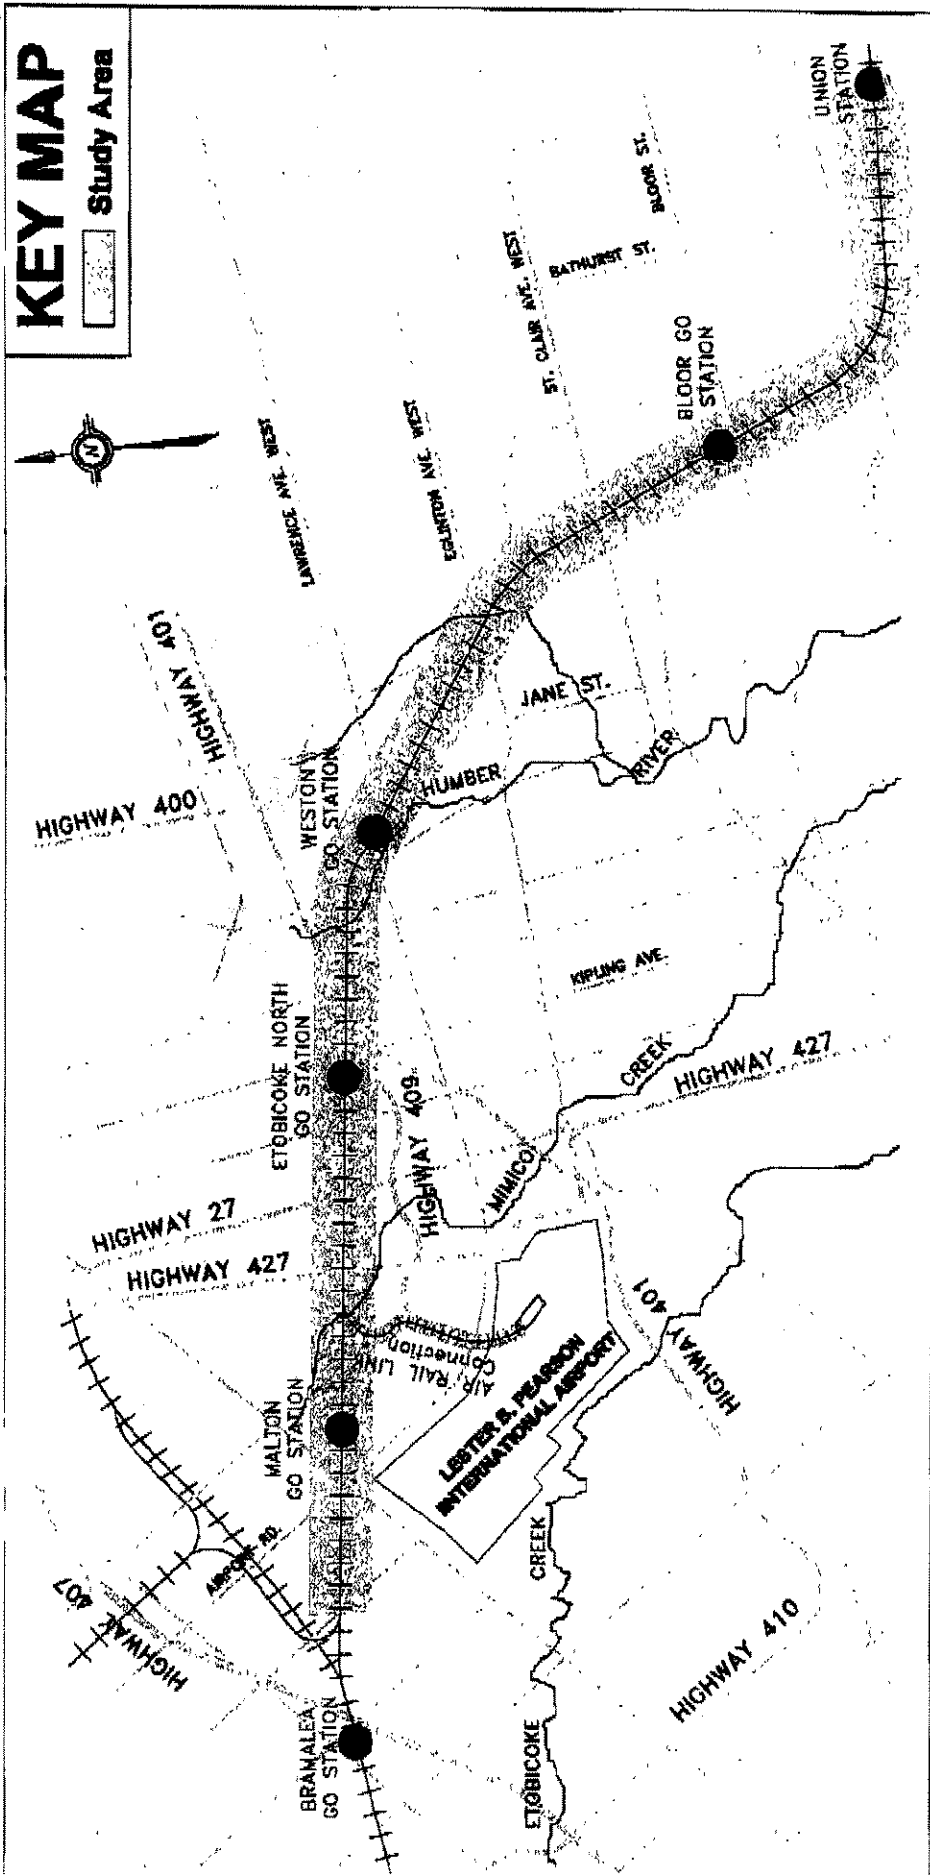 KEY MAP
Study Area
N
UNION
STATION
BLOOR ST.
BATHURST ST.
ST. CLAIR AVE. WEST
BLOOR GO
STATION
EGLINTON AVE. WEST
LAWRENCE AVE. WEST
HIGHWAY 401
HIGHWAY 400
WESTON
GO STATION
JANE ST.
HUMBER
RIVER
ETOBICOKE NORTH
GO STATION
KIPLING AVE.
HIGHWAY 409
CREEK
MIMICO
HIGHWAY 427
HIGHWAY 27
HIGHWAY 427
AIR RAIL LINK
Connection
HIGHWAY 401
MALTON
GO STATION
LESTER B. PEARSON
INTERNATIONAL AIRPORT
AIRPORT RD.
HIGHWAY 407
CREEK
ETOBICOKE
HIGHWAY 410
BRAMALEA
GO STATION